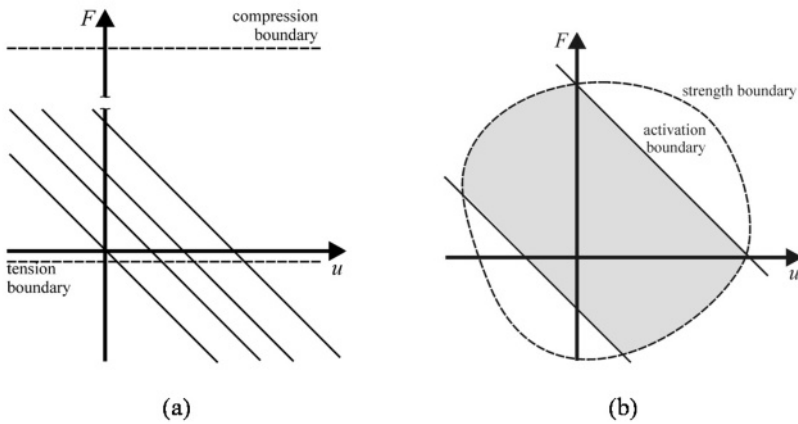 F
compression
boundary
tension
boundary
u
(a)
F
strength boundary
activation
boundary
u
(b)